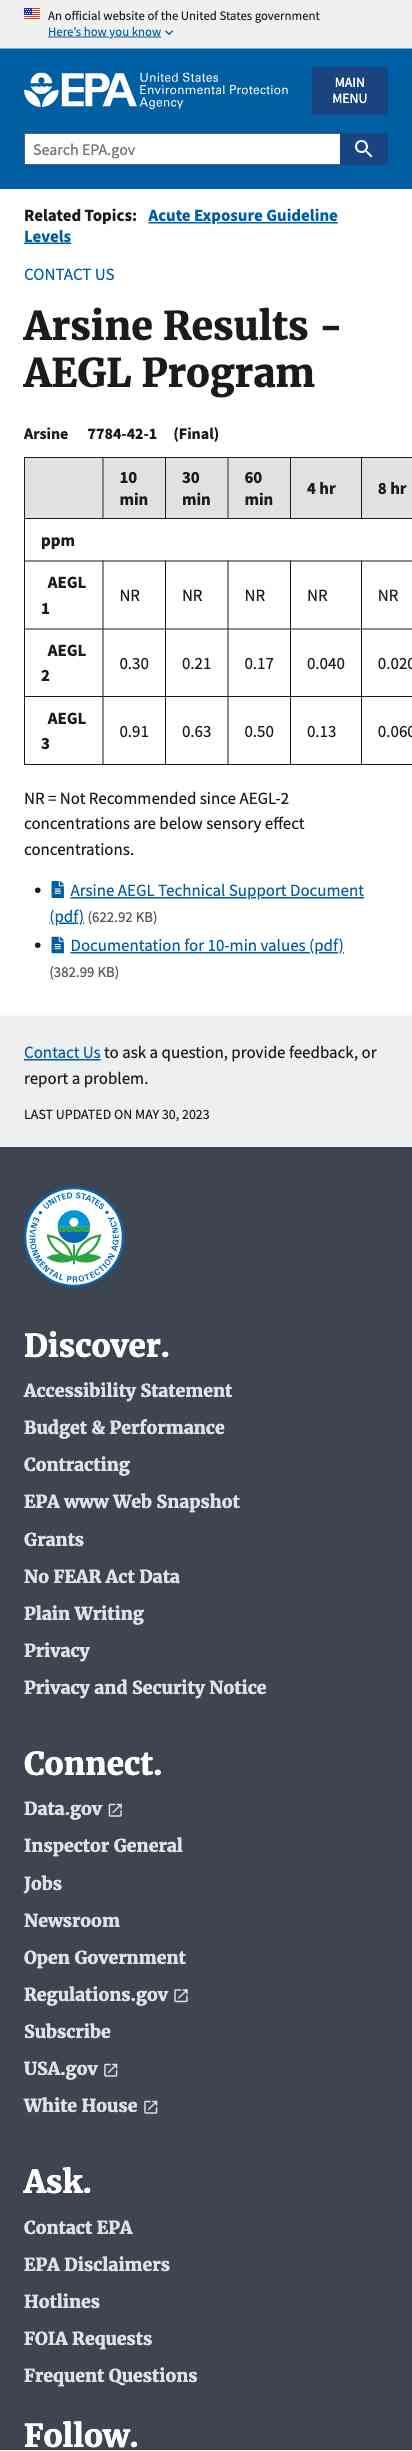 An official website of the United States government
Here's how you know
EPA United States
Environmental Protection
Agency
MAIN
MENU
Search EPA.gov
Related Topics: Acute Exposure Guideline
Levels
CONTACT US
Arsine Results -
AEGL Program
Arsine 7784-42-1 (Final)
10 min 30 min 60 min 4 hr 8 hr
ppm
AEGL 1 NR NR NR NR NR
AEGL 2 0.30 0.21 0.17 0.040 0.020
AEGL 3 0.91 0.63 0.50 0.13 0.060
NR = Not Recommended since AEGL-2
concentrations are below sensory effect
concentrations.
• Arsine AEGL Technical Support Document
(pdf) (622.92 KB)
• Documentation for 10-min values (pdf)
(382.99 KB)
Contact Us to ask a question, provide feedback, or
report a problem.
LAST UPDATED ON MAY 30, 2023
UNITED STATES
ENVIRONMENTAL PROTECTION AGENCY
Discover.
Accessibility Statement
Budget & Performance
Contracting
EPA www Web Snapshot
Grants
No FEAR Act Data
Plain Writing
Privacy
Privacy and Security Notice
Connect.
Data.gov
Inspector General
Jobs
Newsroom
Open Government
Regulations.gov
Subscribe
USA.gov
White House
Ask.
Contact EPA
EPA Disclaimers
Hotlines
FOIA Requests
Frequent Questions
Follow.